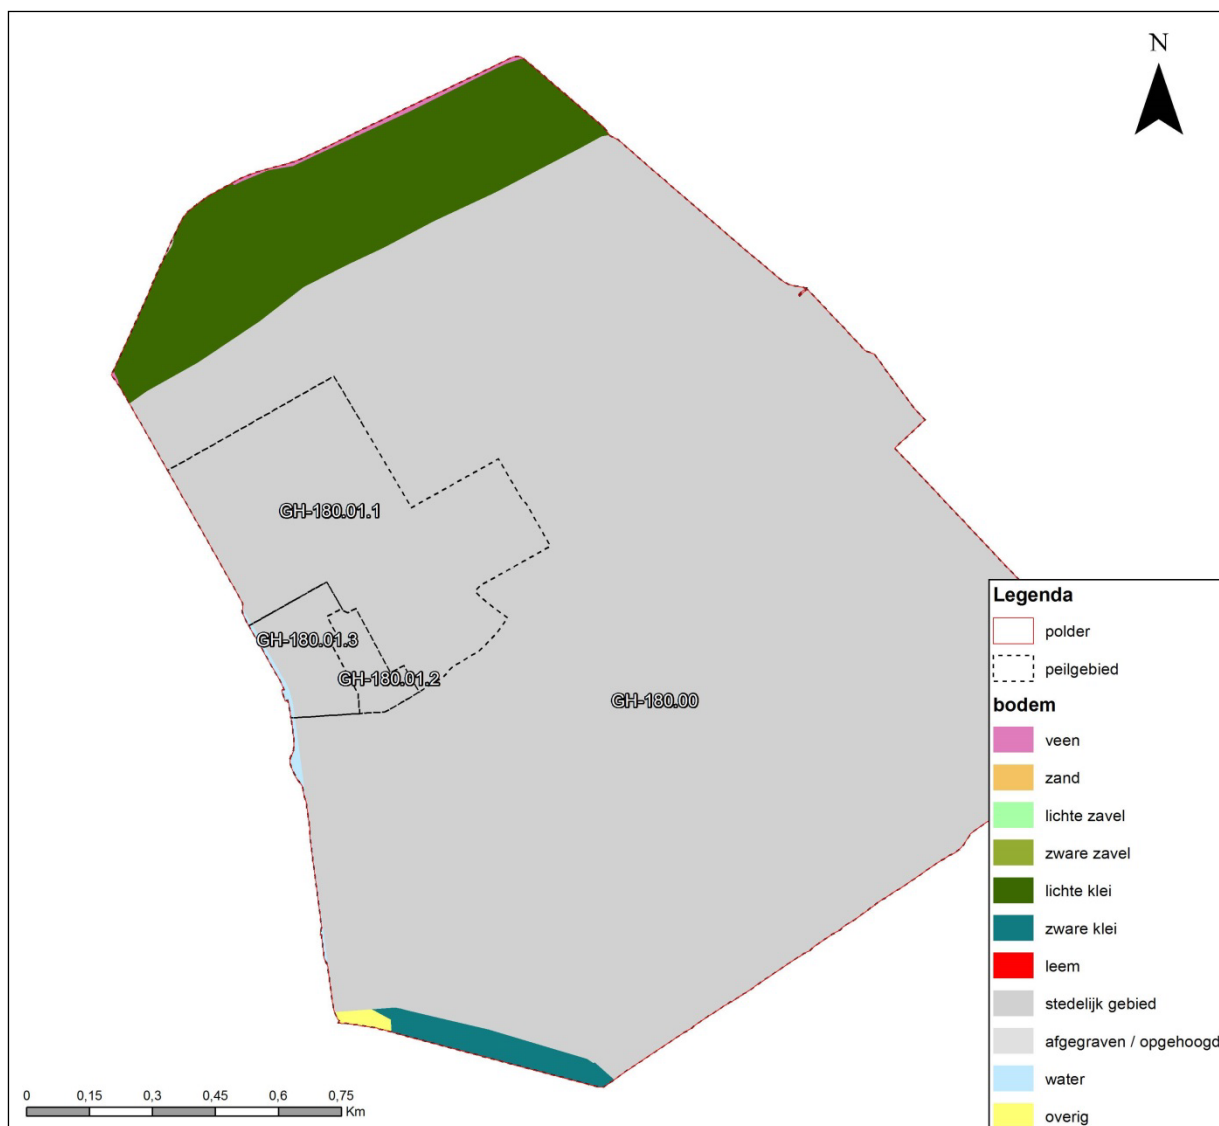 N
GH-180.01.1
GH-180.01.3
GH-180.01.2
GH-180.00
Legenda
polder
peilgebied
bodem
veen
zand
lichte zavel
zware zavel
lichte klei
zware klei
leem
stedelijk gebied
afgegraven / opgehoogd
water
overig
0 0,15 0,3 0,45 0,6 0,75
Km